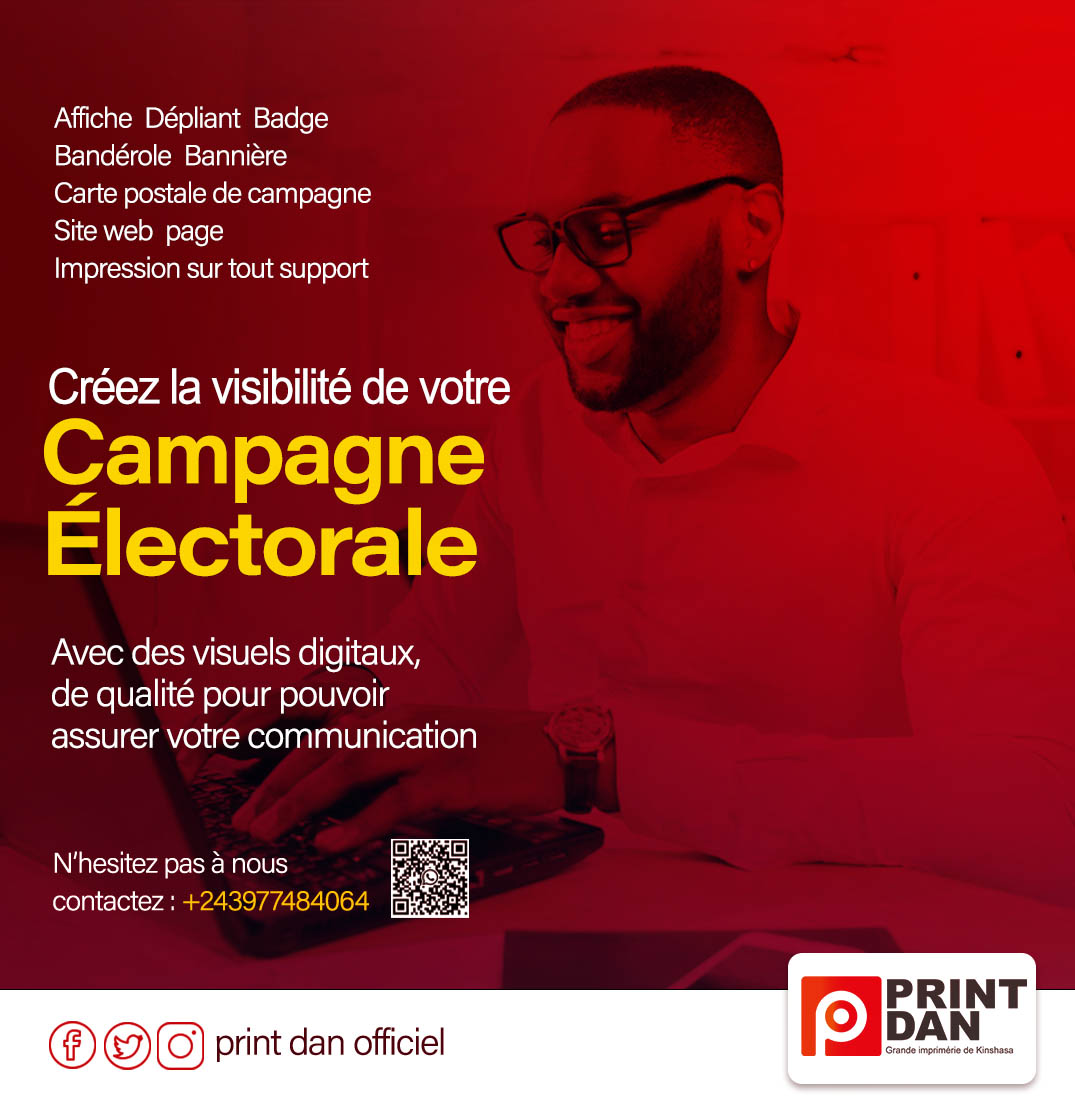 Affiche Dépliant Badge
Bandérole Bannière
Carte postale de campagne
Site web page
Impression sur tout support
Créez la visibilité de votre
Campagne
Électorale
Avec des visuels digitaux,
de qualité pour pouvoir
assurer votre communication
N'hesitez pas à nous
contactez : +243977484064
print dan officiel
PRINT
DAN
Grande imprimérie de Kinshasa